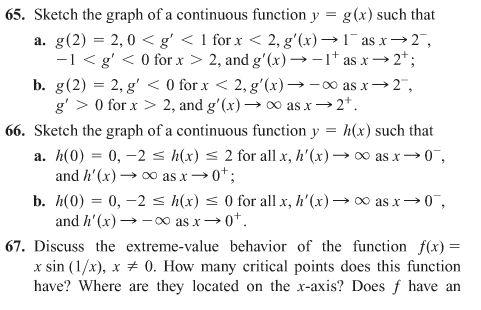 65. Sketch the graph of a continuous function y = g(x) such that
a. g(2) = 2, 0 < g′ < 1 for x < 2, g′(x) → 1⁻ as x → 2⁻,
−1 < g′ < 0 for x > 2, and g′(x) → −1⁺ as x → 2⁺;
b. g(2) = 2, g′ < 0 for x < 2, g′(x) → −∞ as x → 2⁻,
g′ > 0 for x > 2, and g′(x) → ∞ as x → 2⁺.
66. Sketch the graph of a continuous function y = h(x) such that
a. h(0) = 0, −2 ≤ h(x) ≤ 2 for all x, h′(x) → ∞ as x → 0⁻,
and h′(x) → ∞ as x → 0⁺;
b. h(0) = 0, −2 ≤ h(x) ≤ 0 for all x, h′(x) → ∞ as x → 0⁻,
and h′(x) → −∞ as x → 0⁺.
67. Discuss the extreme-value behavior of the function f(x) =
x sin (1/x), x ≠ 0. How many critical points does this function
have? Where are they located on the x-axis? Does f have an